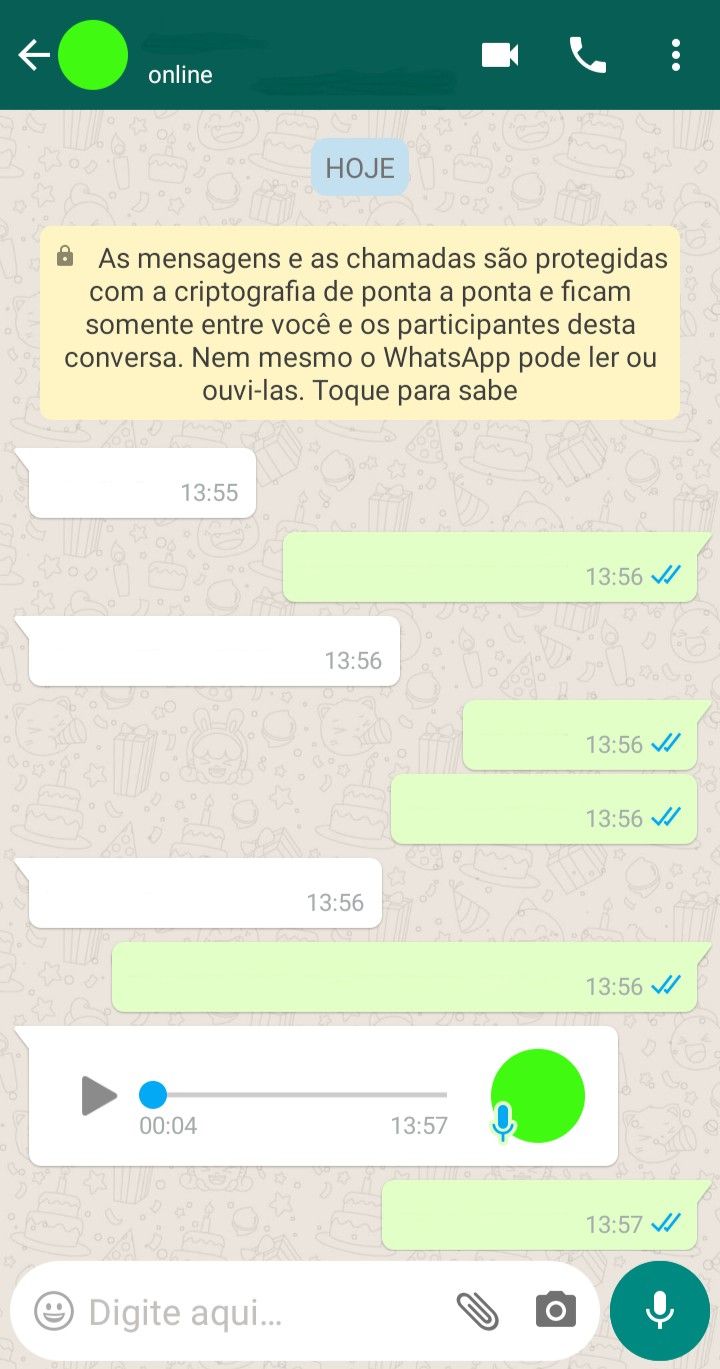 online
HOJE
As mensagens e as chamadas são protegidas
com a criptografia de ponta a ponta e ficam
somente entre você e os participantes desta
conversa. Nem mesmo o WhatsApp pode ler ou
ouvi-las. Toque para sabe
13:55
13:56
13:56
13:56
13:56
13:56
13:56
00:04 13:57
13:57
Digite aqui...